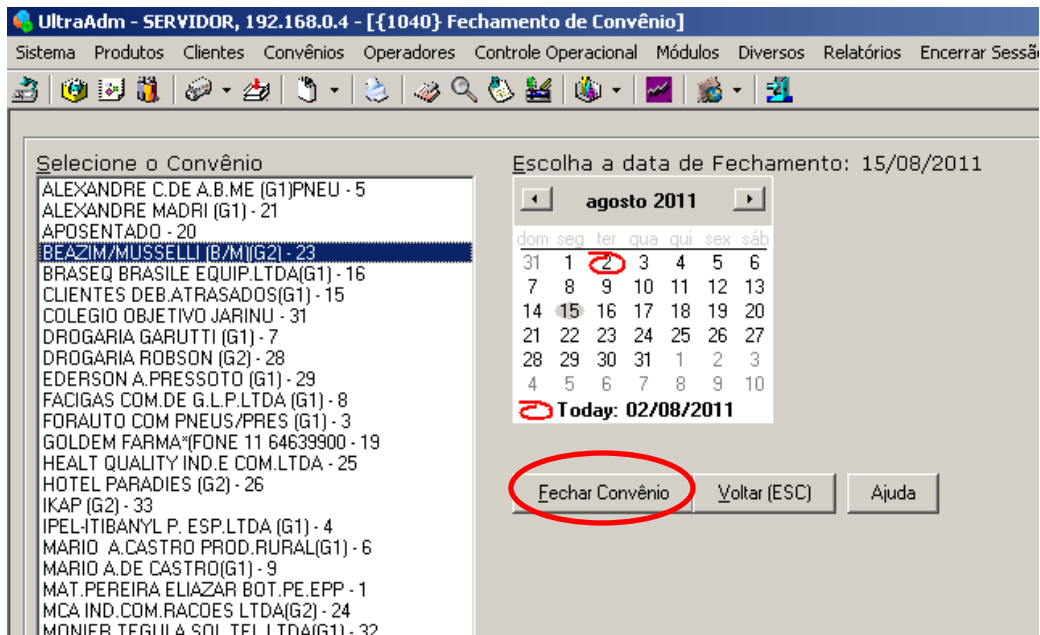 UltraAdm - SERVIDOR, 192.168.0.4 - [{1040} Fechamento de Convênio]
Sistema Produtos Clientes Convênios Operadores Controle Operacional Módulos Diversos Relatórios Encerrar Sessã
Selecione o Convênio
ALEXANDRE C.DE A.B.ME (G1)PNEU - 5
ALEXANDRE MADRI (G1) - 21
APOSENTADO - 20
BEAZIM/MUSSELLI (B/M)(G2) - 23
BRASEQ BRASILE EQUIP.LTDA(G1) - 16
CLIENTES DEB.ATRASADOS(G1) - 15
COLEGIO OBJETIVO JARINU - 31
DROGARIA GARUTTI (G1) - 7
DROGARIA ROBSON (G2) - 28
EDERSON A.PRESSOTO (G1) - 29
FACIGAS COM.DE G.L.P.LTDA (G1) - 8
FORAUTO COM PNEUS/PRES (G1) - 3
GOLDEM FARMA*(FONE 11 64639900 - 19
HEALT QUALITY IND.E COM.LTDA - 25
HOTEL PARADIES (G2) - 26
IKAP (G2) - 33
IPEL-ITIBANYL P. ESP.LTDA (G1) - 4
MARIO  A.CASTRO PROD.RURAL(G1) - 6
MARIO A.DE CASTRO(G1) - 9
MAT.PEREIRA ELIAZAR BOT.PE.EPP - 1
MCA IND.COM.RACOES LTDA(G2) - 24
MONIER TEGULA SOL.TEL.LTDA(G1) - 32
Escolha a data de Fechamento: 15/08/2011
agosto 2011
dom seg ter qua qui sex sáb
31 1 2 3 4 5 6
7 8 9 10 11 12 13
14 15 16 17 18 19 20
21 22 23 24 25 26 27
28 29 30 31 1 2 3
4 5 6 7 8 9 10
Today: 02/08/2011
Fechar Convênio Voltar (ESC) Ajuda